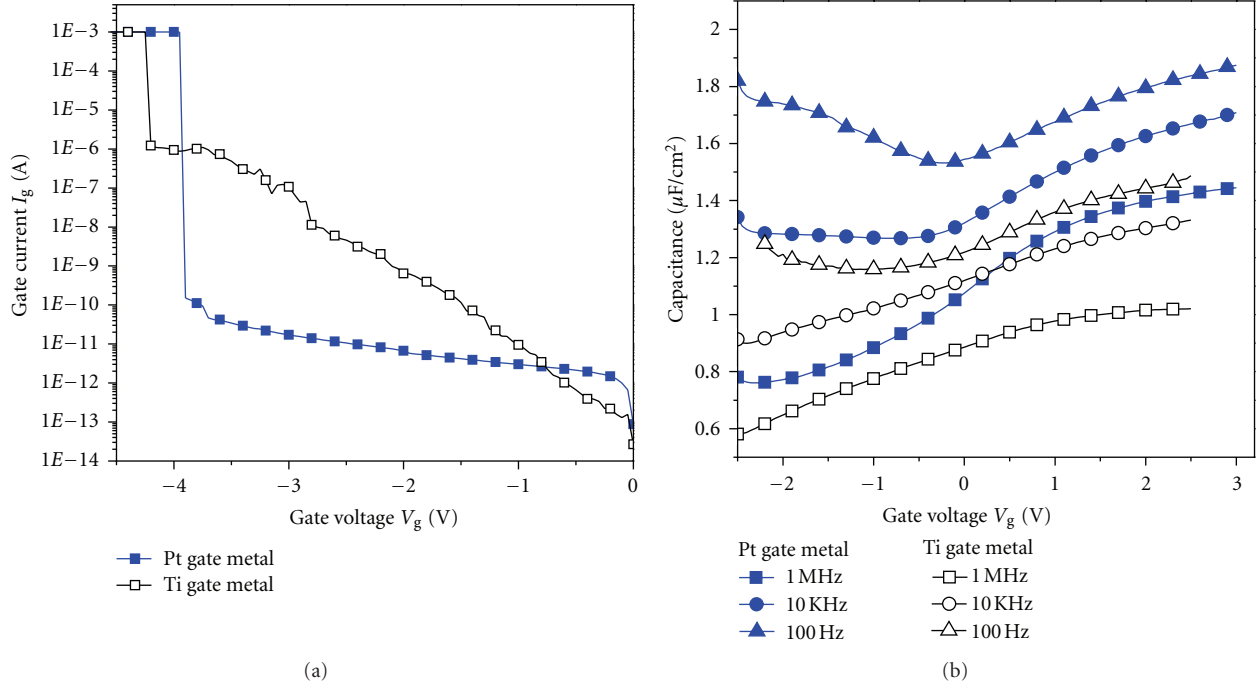 1E−3
1E−4
1E−5
1E−6
1E−7
1E−8
1E−9
1E−10
1E−11
1E−12
1E−13
1E−14
Gate current Ig (A)
−4
−3
−2
−1
0
Gate voltage Vg (V)
Pt gate metal
Ti gate metal
(a)
2
1.8
1.6
1.4
1.2
1
0.8
0.6
Capacitance (μF/cm²)
−2
−1
0
1
2
3
Gate voltage Vg (V)
Pt gate metal
1 MHz
10 KHz
100 Hz
Ti gate metal
1 MHz
10 KHz
100 Hz
(b)